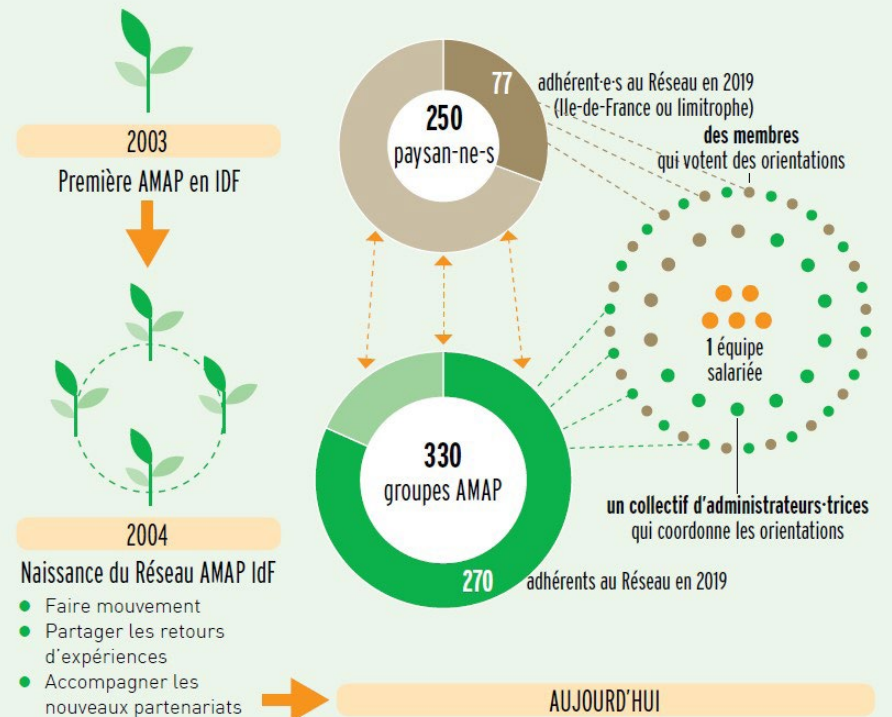 2003
Première AMAP en IDF
2004
Naissance du Réseau AMAP IdF
● Faire mouvement
● Partager les retours
d'expériences
● Accompagner les
nouveaux partenariats
250
paysan-ne-s
77
adhérent·e·s au Réseau en 2019
(Ile-de-France ou limitrophe)
des membres
qui votent des orientations
1 équipe
salariée
330
groupes AMAP
un collectif d'administrateurs·trices
qui coordonne les orientations
270
adhérents au Réseau en 2019
AUJOURD'HUI